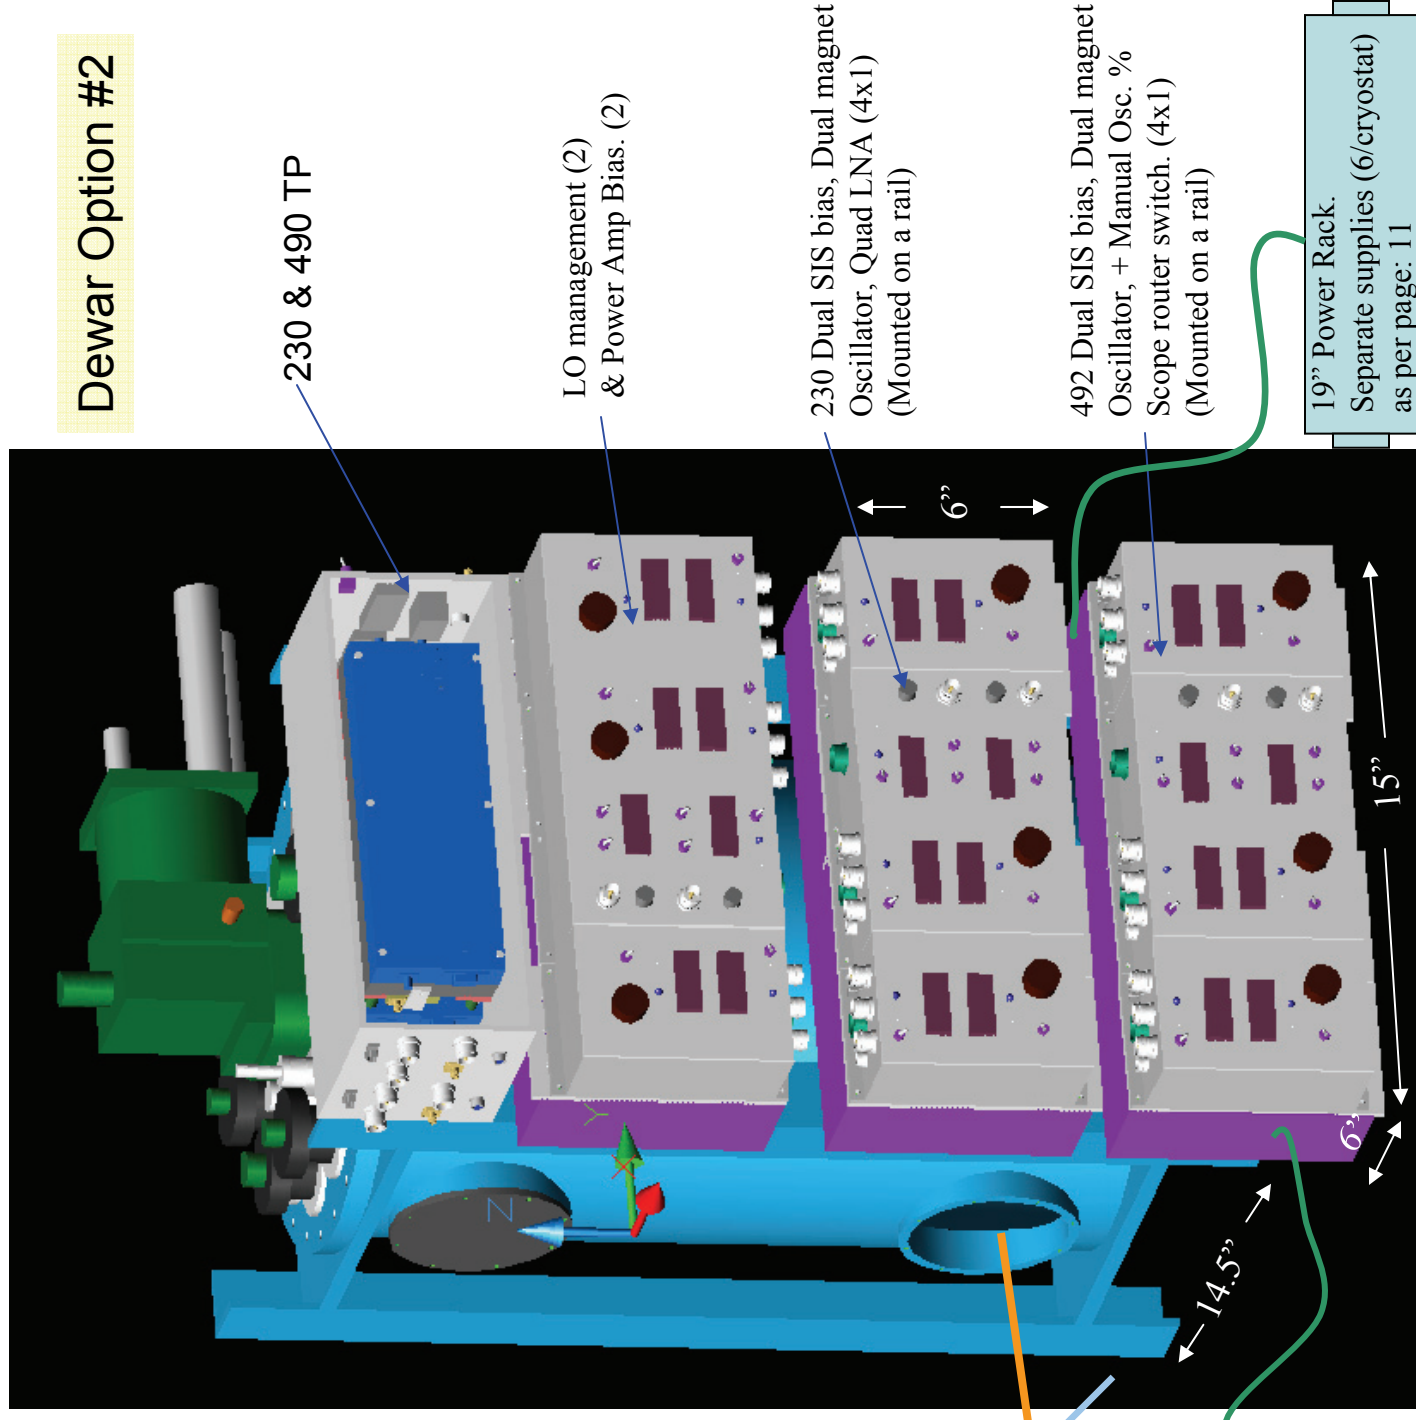 Dewar Option #2
230 & 490 TP
LO management (2)
& Power Amp Bias. (2)
230 Dual SIS bias, Dual magnet
Oscillator, Quad LNA (4x1)
(Mounted on a rail)
492 Dual SIS bias, Dual magnet
Oscillator, + Manual Osc. %
Scope router switch. (4x1)
(Mounted on a rail)
19” Power Rack.
Separate supplies (6/cryostat)
as per page: 11
6”
15”
6”
14.5”
Y
Z